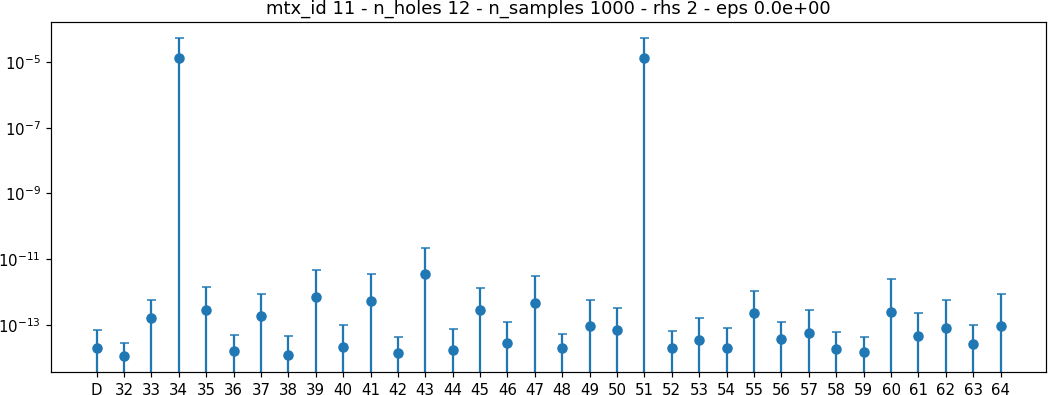 mtx_id 11 - n_holes 12 - n_samples 1000 - rhs 2 - eps 0.0e+00
10⁻⁵
10⁻⁷
10⁻⁹
10⁻¹¹
10⁻¹³
D 32 33 34 35 36 37 38 39 40 41 42 43 44 45 46 47 48 49 50 51 52 53 54 55 56 57 58 59 60 61 62 63 64